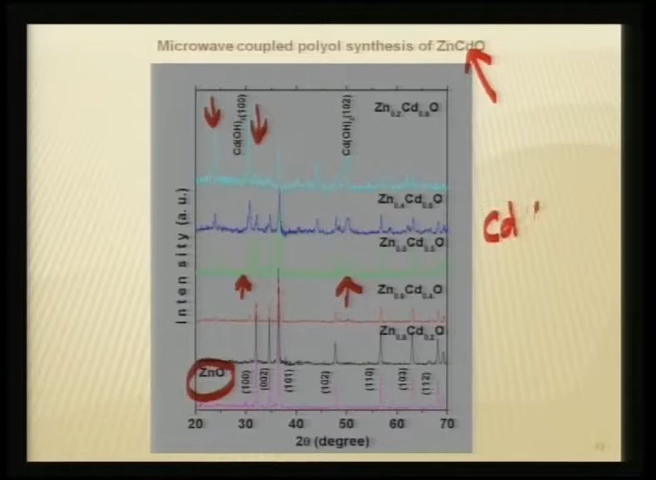 Microwave coupled polyol synthesis of ZnCdO
Cd(OH)₂(100)
Cd(OH)₂(102)
Zn₀.₂Cd₀.₈O
Zn₀.₄Cd₀.₆O
Zn₀.₅Cd₀.₅O
Zn₀.₆Cd₀.₄O
Zn₀.₈Cd₀.₂O
ZnO
(100)
(002)
(101)
(102)
(110)
(103)
(112)
Intensity (a. u.)
20 30 40 50 60 70
2θ (degree)
Cd